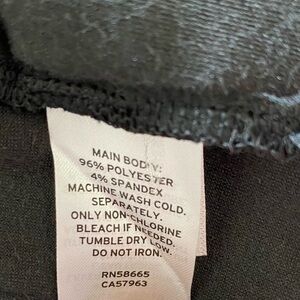 MAIN BODY:
96% POLYESTER
4% SPANDEX
MACHINE WASH COLD.
SEPARATELY.
ONLY NON-CHLORINE
BLEACH IF NEEDED.
TUMBLE DRY LOW.
DO NOT IRON.
RN58665
CA57963